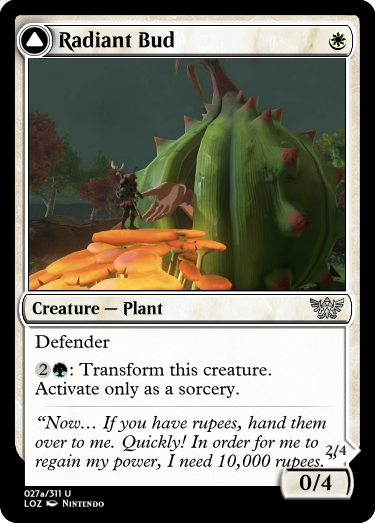 Radiant Bud
Creature — Plant
Defender
2: Transform this creature.
Activate only as a sorcery.
“Now… If you have rupees, hand them
over to me. Quickly! In order for me to
regain my power, I need 10,000 rupees.
2/4
0/4
027a/311 U
LOZ Nintendo